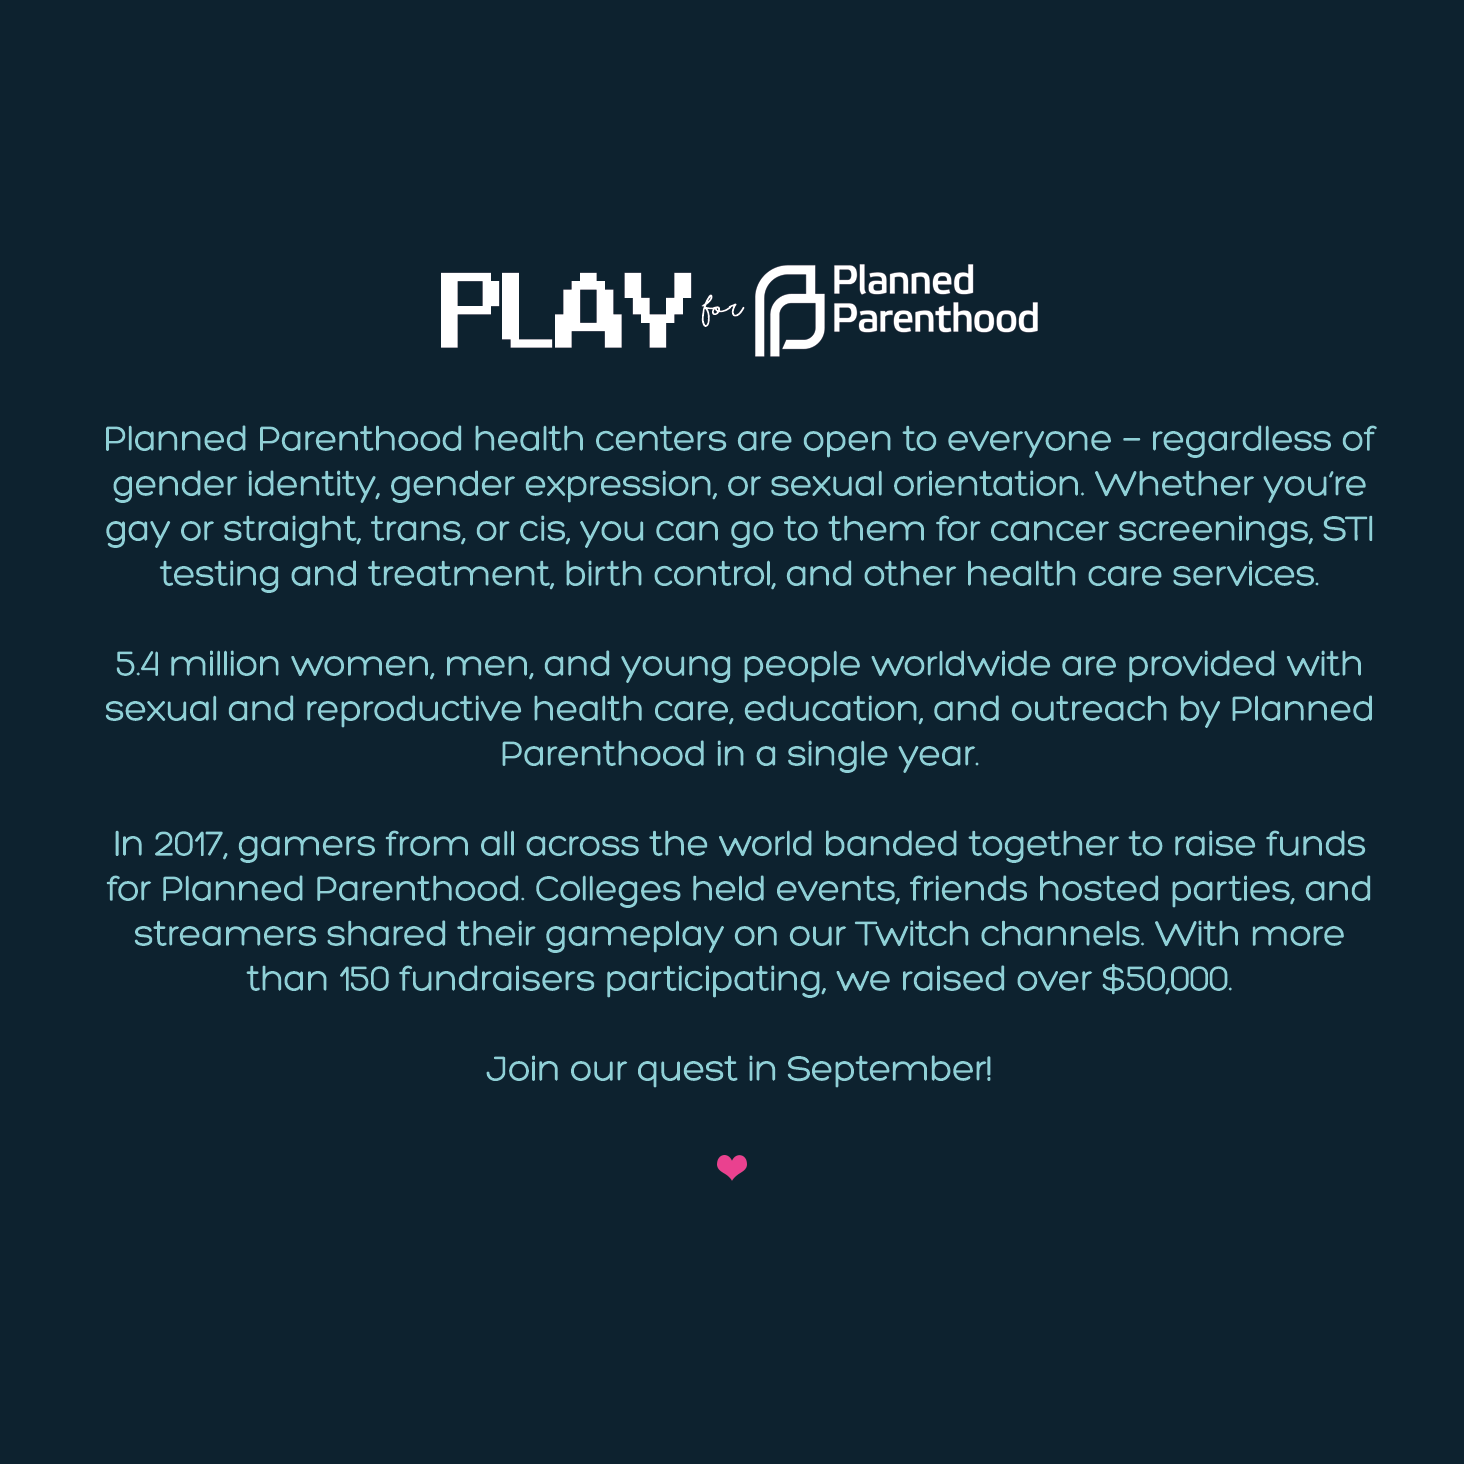 PLAY for Planned Parenthood
Planned Parenthood health centers are open to everyone – regardless of
gender identity, gender expression, or sexual orientation. Whether you're
gay or straight, trans, or cis, you can go to them for cancer screenings, STI
testing and treatment, birth control, and other health care services.
5.4 million women, men, and young people worldwide are provided with
sexual and reproductive health care, education, and outreach by Planned
Parenthood in a single year.
In 2017, gamers from all across the world banded together to raise funds
for Planned Parenthood. Colleges held events, friends hosted parties, and
streamers shared their gameplay on our Twitch channels. With more
than 150 fundraisers participating, we raised over $50,000.
Join our quest in September!